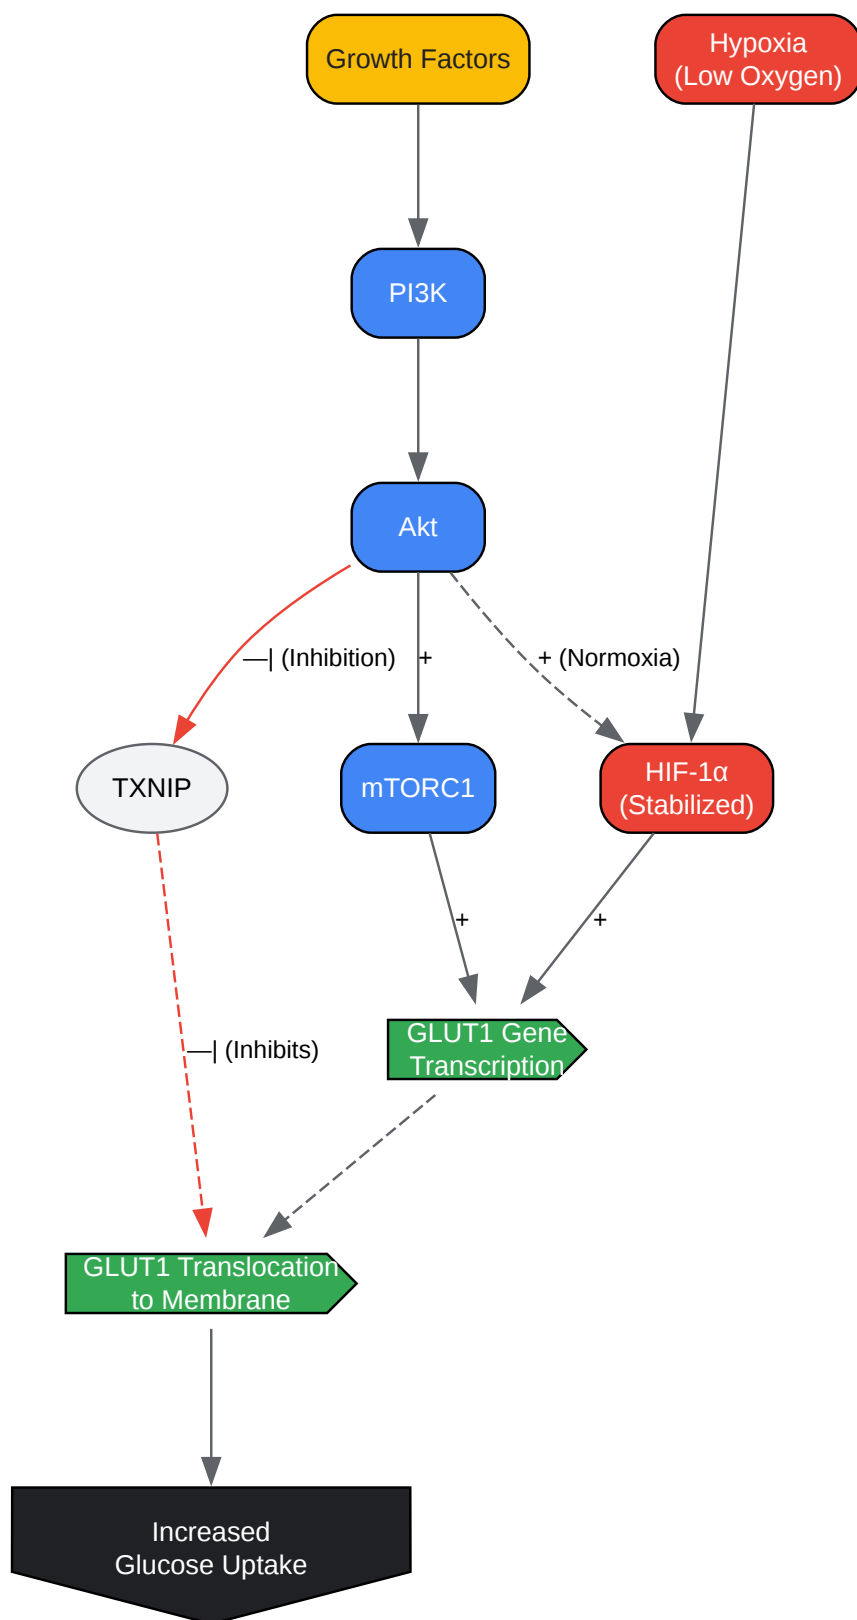 Growth Factors
Hypoxia
(Low Oxygen)
PI3K
Akt
—| (Inhibition)
+
+ (Normoxia)
TXNIP
mTORC1
HIF-1α
(Stabilized)
+
+
GLUT1 Gene
Transcription
—| (Inhibits)
GLUT1 Translocation
to Membrane
Increased
Glucose Uptake